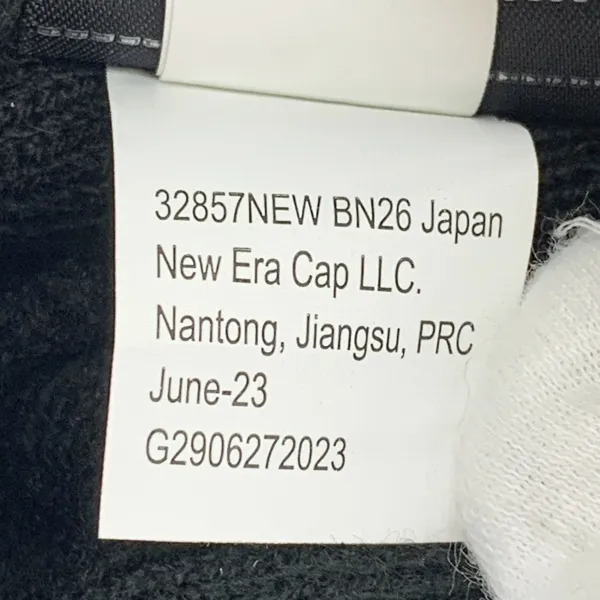 32857NEW BN26 Japan
New Era Cap LLC.
Nantong, Jiangsu, PRC
June-23
G2906272023